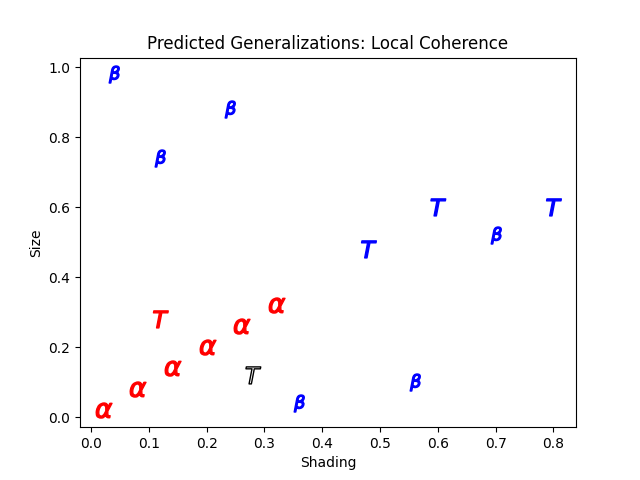 Predicted Generalizations: Local Coherence
1.0
β
β
0.8
β
0.6
T
T
β
T
Size
0.4
α
T
α
0.2
α
α
T
β
α
β
0.0
α
0.0 0.1 0.2 0.3 0.4 0.5 0.6 0.7 0.8
Shading